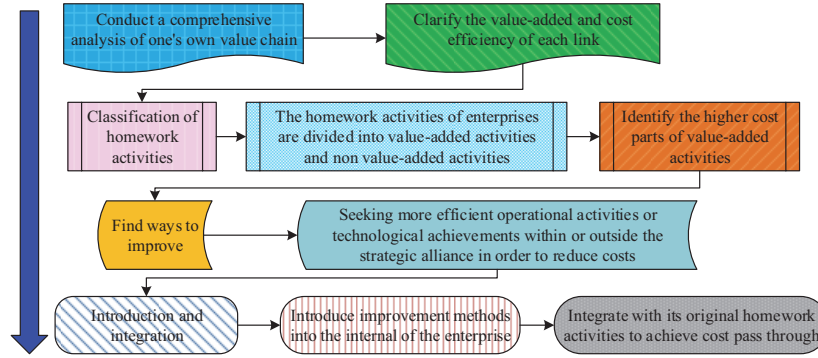 Conduct a comprehensive
analysis of one's own value chain
Clarify the value-added and cost
efficiency of each link
Classification of
homework
activities
The homework activities of enterprises
are divided into value-added activities
and non value-added activities
Identify the higher cost
parts of value-added
activities
Find ways to
improve
Seeking more efficient operational activities or
technological achievements within or outside the
strategic alliance in order to reduce costs
Introduction and
integration
Introduce improvement methods
into the internal of the enterprise
Integrate with its original homework
activities to achieve cost pass through